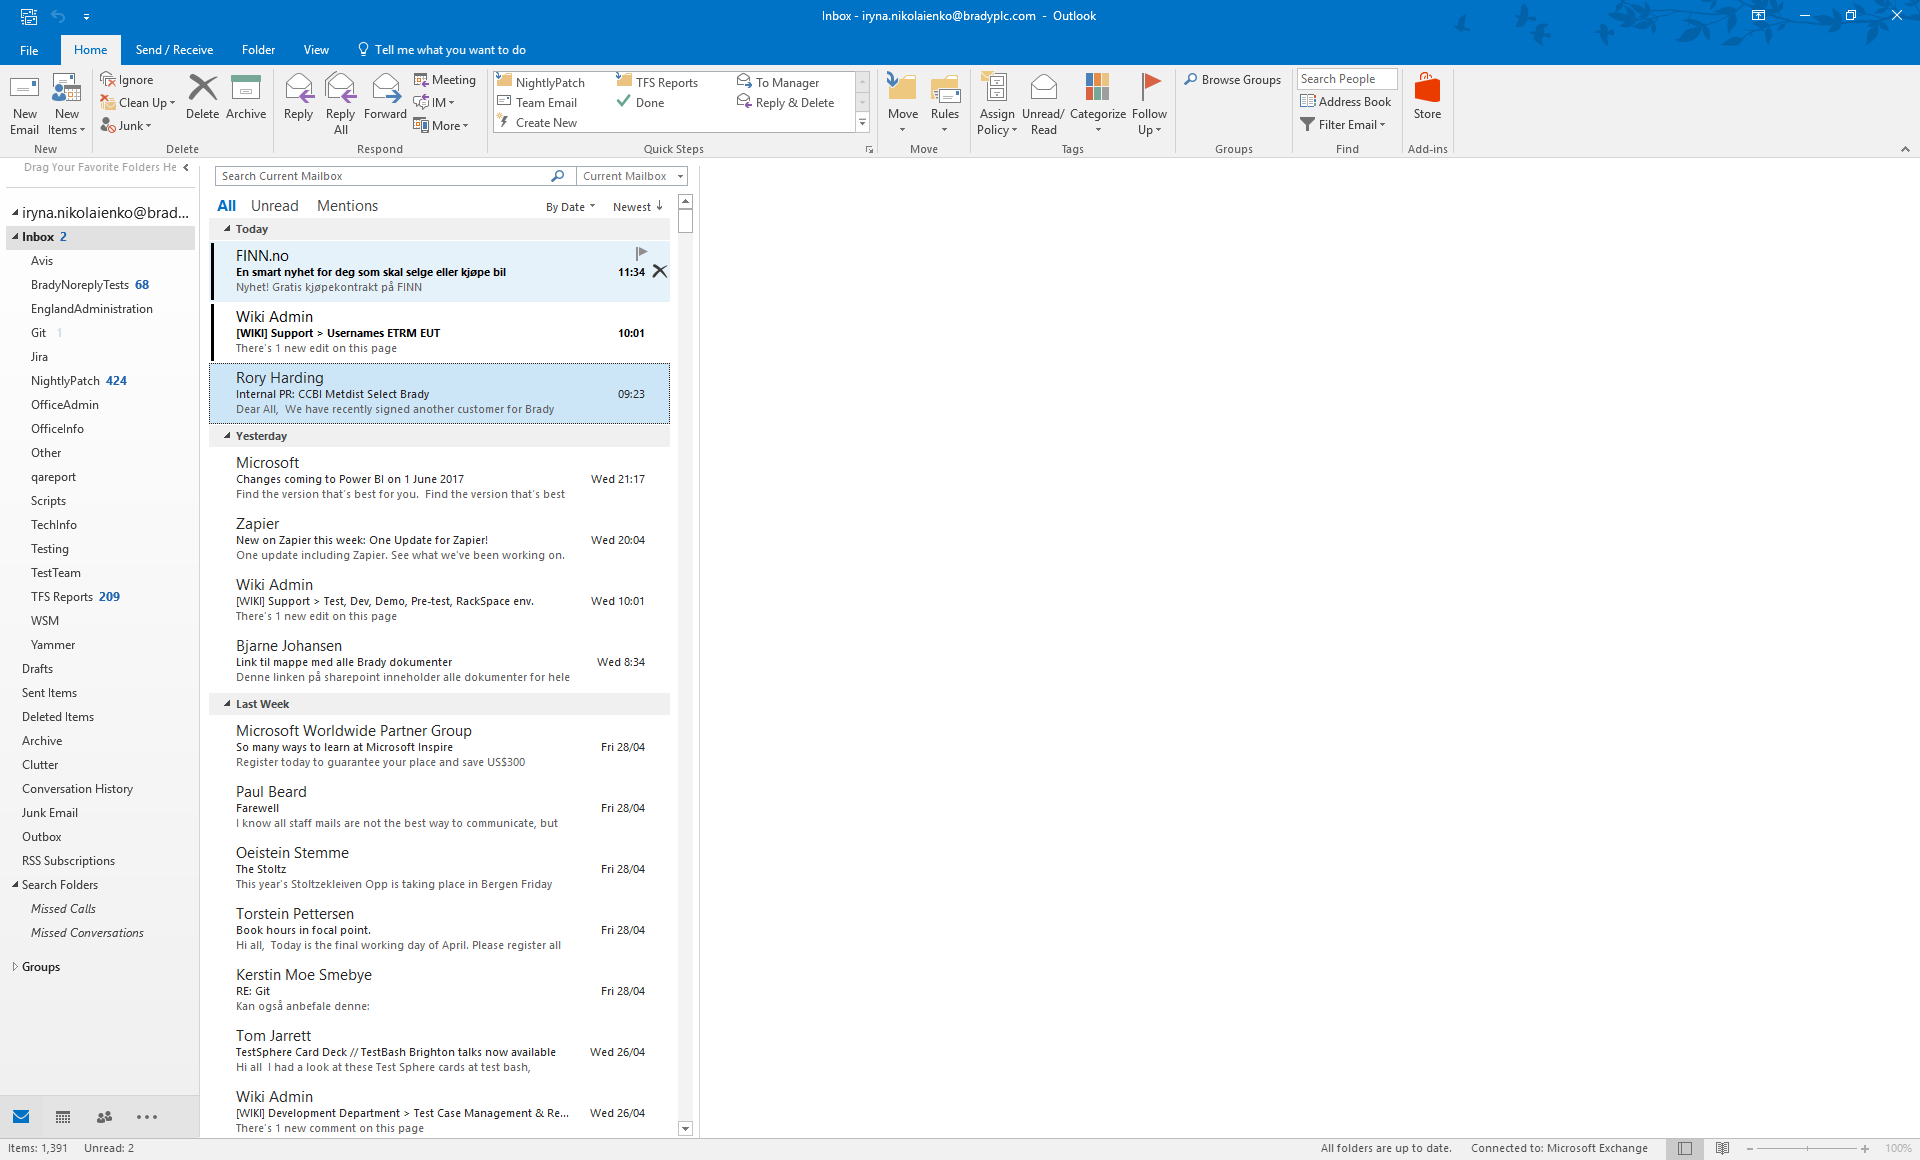 Inbox - iryna.nikolaienko@bradyplc.com - Outlook
File
Home
Send / Receive
Folder
View
Tell me what you want to do
New Email
New Items
New
Ignore
Clean Up
Junk
Delete
Archive
Delete
Reply
Reply All
Forward
Meeting
IM
More
Respond
NightlyPatch
TFS Reports
To Manager
Team Email
Done
Reply & Delete
Create New
Quick Steps
Move
Rules
Move
Assign Policy
Unread/ Read
Categorize
Follow Up
Tags
Browse Groups
Groups
Search People
Address Book
Filter Email
Find
Store
Add-ins
Drag Your Favorite Folders He
iryna.nikolaienko@brad...
Inbox 2
Avis
BradyNoreplyTests 68
EnglandAdministration
Git 1
Jira
NightlyPatch 424
OfficeAdmin
OfficeInfo
Other
qareport
Scripts
TechInfo
Testing
TestTeam
TFS Reports 209
WSM
Yammer
Drafts
Sent Items
Deleted Items
Archive
Clutter
Conversation History
Junk Email
Outbox
RSS Subscriptions
Search Folders
Missed Calls
Missed Conversations
Groups
Search Current Mailbox
Current Mailbox
All Unread Mentions
By Date Newest
Today
FINN.no
En smart nyhet for deg som skal selge eller kjøpe bil 11:34
Nyhet! Gratis kjøpekontrakt på FINN
Wiki Admin
[WIKI] Support > Usernames ETRM EUT 10:01
There's 1 new edit on this page
Rory Harding
Internal PR: CCBI Metdist Select Brady 09:23
Dear All, We have recently signed another customer for Brady
Yesterday
Microsoft
Changes coming to Power BI on 1 June 2017 Wed 21:17
Find the version that's best for you. Find the version that's best
Zapier
New on Zapier this week: One Update for Zapier! Wed 20:04
One update including Zapier. See what we've been working on.
Wiki Admin
[WIKI] Support > Test, Dev, Demo, Pre-test, RackSpace env. Wed 10:01
There's 1 new edit on this page
Bjarne Johansen
Link til mappe med alle Brady dokumenter Wed 8:34
Denne linken på sharepoint inneholder alle dokumenter for hele
Last Week
Microsoft Worldwide Partner Group
So many ways to learn at Microsoft Inspire Fri 28/04
Register today to guarantee your place and save US$300
Paul Beard
Farewell Fri 28/04
I know all staff mails are not the best way to communicate, but
Oeistein Stemme
The Stoltz Fri 28/04
This year's Stoltzekleiven Opp is taking place in Bergen Friday
Torstein Pettersen
Book hours in focal point. Fri 28/04
Hi all, Today is the final working day of April. Please register all
Kerstin Moe Smebye
RE: Git Fri 28/04
Kan også anbefale denne:
Tom Jarrett
TestSphere Card Deck // TestBash Brighton talks now available Wed 26/04
Hi all I had a look at these Test Sphere cards at test bash,
Wiki Admin
[WIKI] Development Department > Test Case Management & Re... Wed 26/04
There's 1 new comment on this page
Items: 1,391 Unread: 2
All folders are up to date. Connected to: Microsoft Exchange 100%